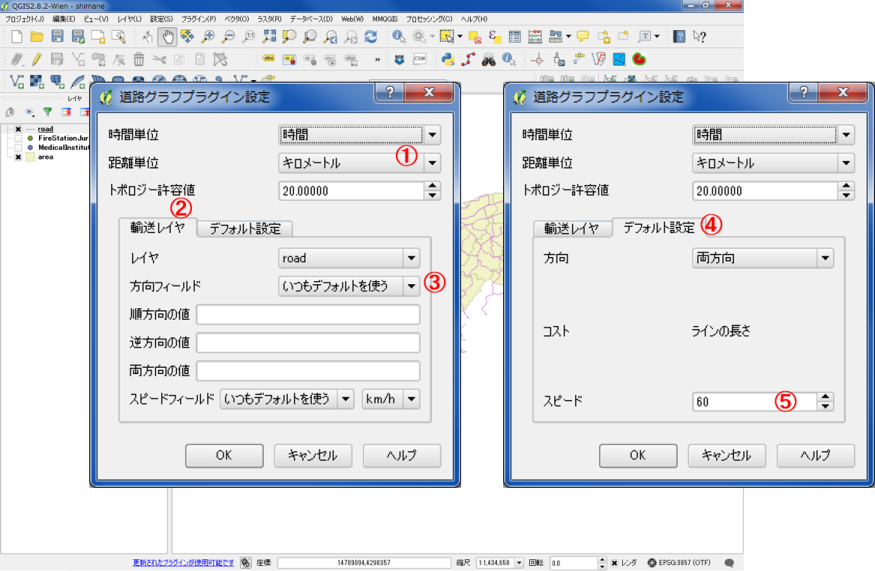 QGIS2.8.2-Wien - shimane
プロジェクト(J) 編集(E) ビュー(V) レイヤ(L) 設定(S) プラグイン(P) ベクタ(O) ラスタ(R) データベース(D) Web(W) MMQGIS プロセッシング(C) ヘルプ(H)
レイヤ
road
FireStationJur
MedicalInstitut
area
道路グラフプラグイン設定
時間単位 時間
①
距離単位 キロメートル
トポロジー許容値 20.00000
②
輸送レイヤ デフォルト設定
レイヤ road
方向フィールド いつもデフォルトを使う ③
順方向の値
逆方向の値
両方向の値
スピードフィールド いつもデフォルトを使う km/h
OK キャンセル ヘルプ
道路グラフプラグイン設定
時間単位 時間
距離単位 キロメートル
トポロジー許容値 20.00000
輸送レイヤ デフォルト設定 ④
方向 両方向
コスト ラインの長さ
スピード 60 ⑤
OK キャンセル ヘルプ
更新されたプラグインが使用可能です 座標: 14709894,4298357 縮尺 1:1,434,650 回転: 0.0 レンダ EPSG:3857 (OTF)